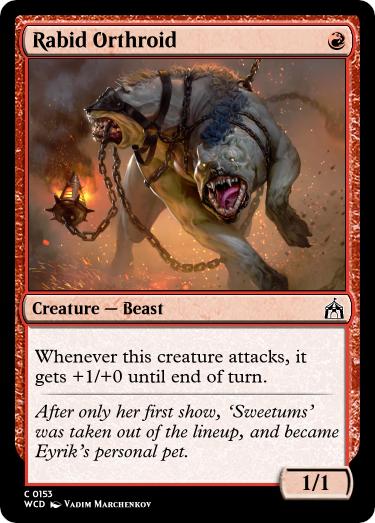 Rabid Orthroid
Creature — Beast
Whenever this creature attacks, it
gets +1/+0 until end of turn.
After only her first show, ‘Sweetums’
was taken out of the lineup, and became
Eyrik’s personal pet.
1/1
C 0153
WCD Vadim Marchenkov